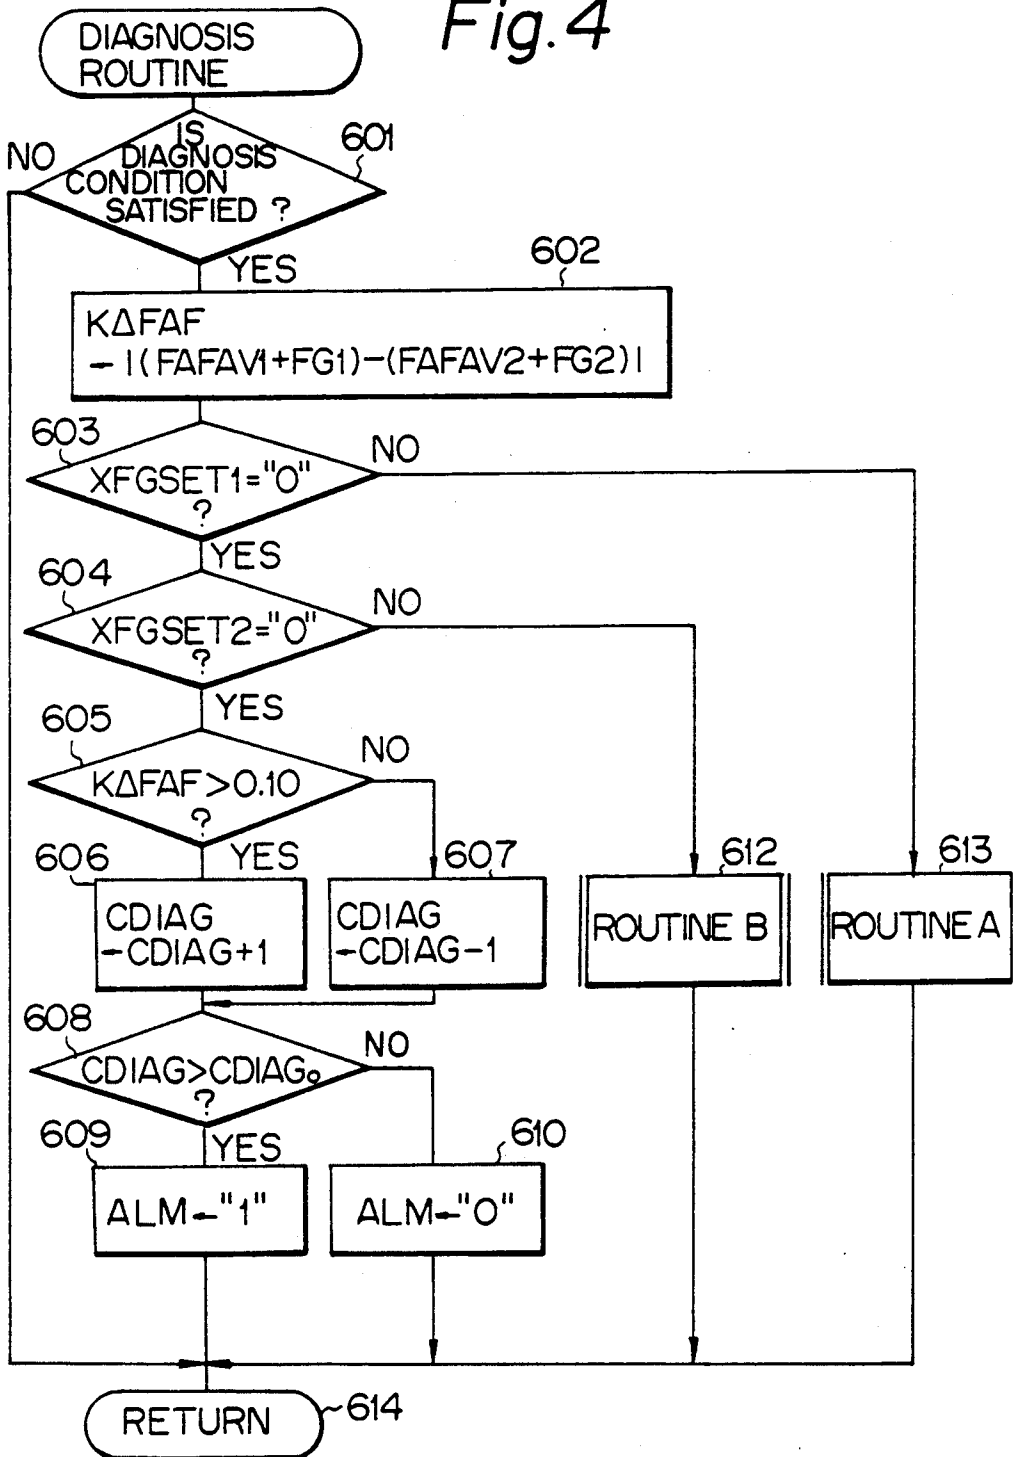 Fig.4
DIAGNOSIS
ROUTINE
601
NO
IS
DIAGNOSIS
CONDITION
SATISFIED ?
YES
602
KΔFAF
← |(FAFAV1+FG1)-(FAFAV2+FG2)|
603
NO
XFGSET1="0"
?
YES
604
NO
XFGSET2="0"
?
YES
605
NO
KΔFAF>0.10
?
YES
606
607
612
613
CDIAG
←CDIAG+1
CDIAG
←CDIAG-1
ROUTINE B
ROUTINE A
608
NO
CDIAG>CDIAG₀
?
YES
609
610
ALM←"1"
ALM←"0"
RETURN
614